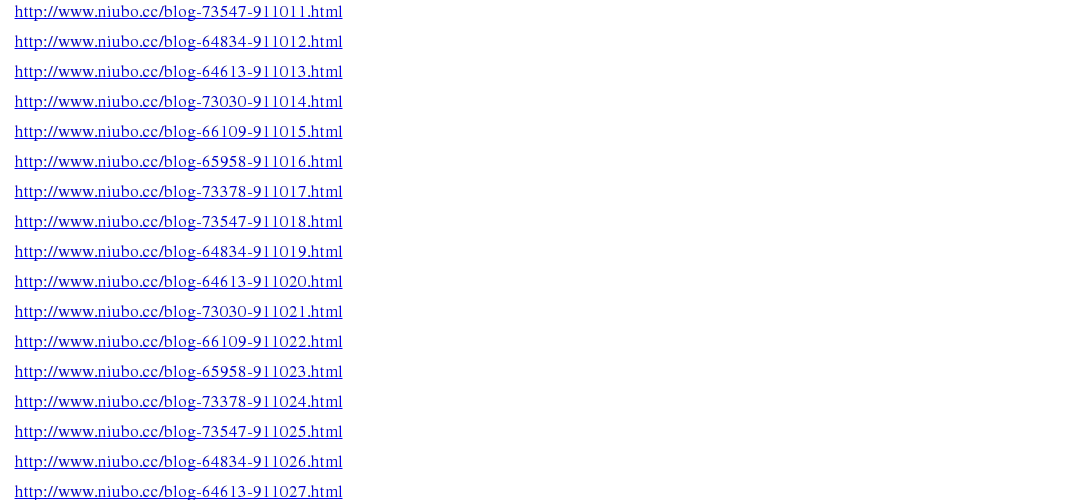 http://www.niubo.cc/blog-73547-911011.html
http://www.niubo.cc/blog-64834-911012.html
http://www.niubo.cc/blog-64613-911013.html
http://www.niubo.cc/blog-73030-911014.html
http://www.niubo.cc/blog-66109-911015.html
http://www.niubo.cc/blog-65958-911016.html
http://www.niubo.cc/blog-73378-911017.html
http://www.niubo.cc/blog-73547-911018.html
http://www.niubo.cc/blog-64834-911019.html
http://www.niubo.cc/blog-64613-911020.html
http://www.niubo.cc/blog-73030-911021.html
http://www.niubo.cc/blog-66109-911022.html
http://www.niubo.cc/blog-65958-911023.html
http://www.niubo.cc/blog-73378-911024.html
http://www.niubo.cc/blog-73547-911025.html
http://www.niubo.cc/blog-64834-911026.html
http://www.niubo.cc/blog-64613-911027.html